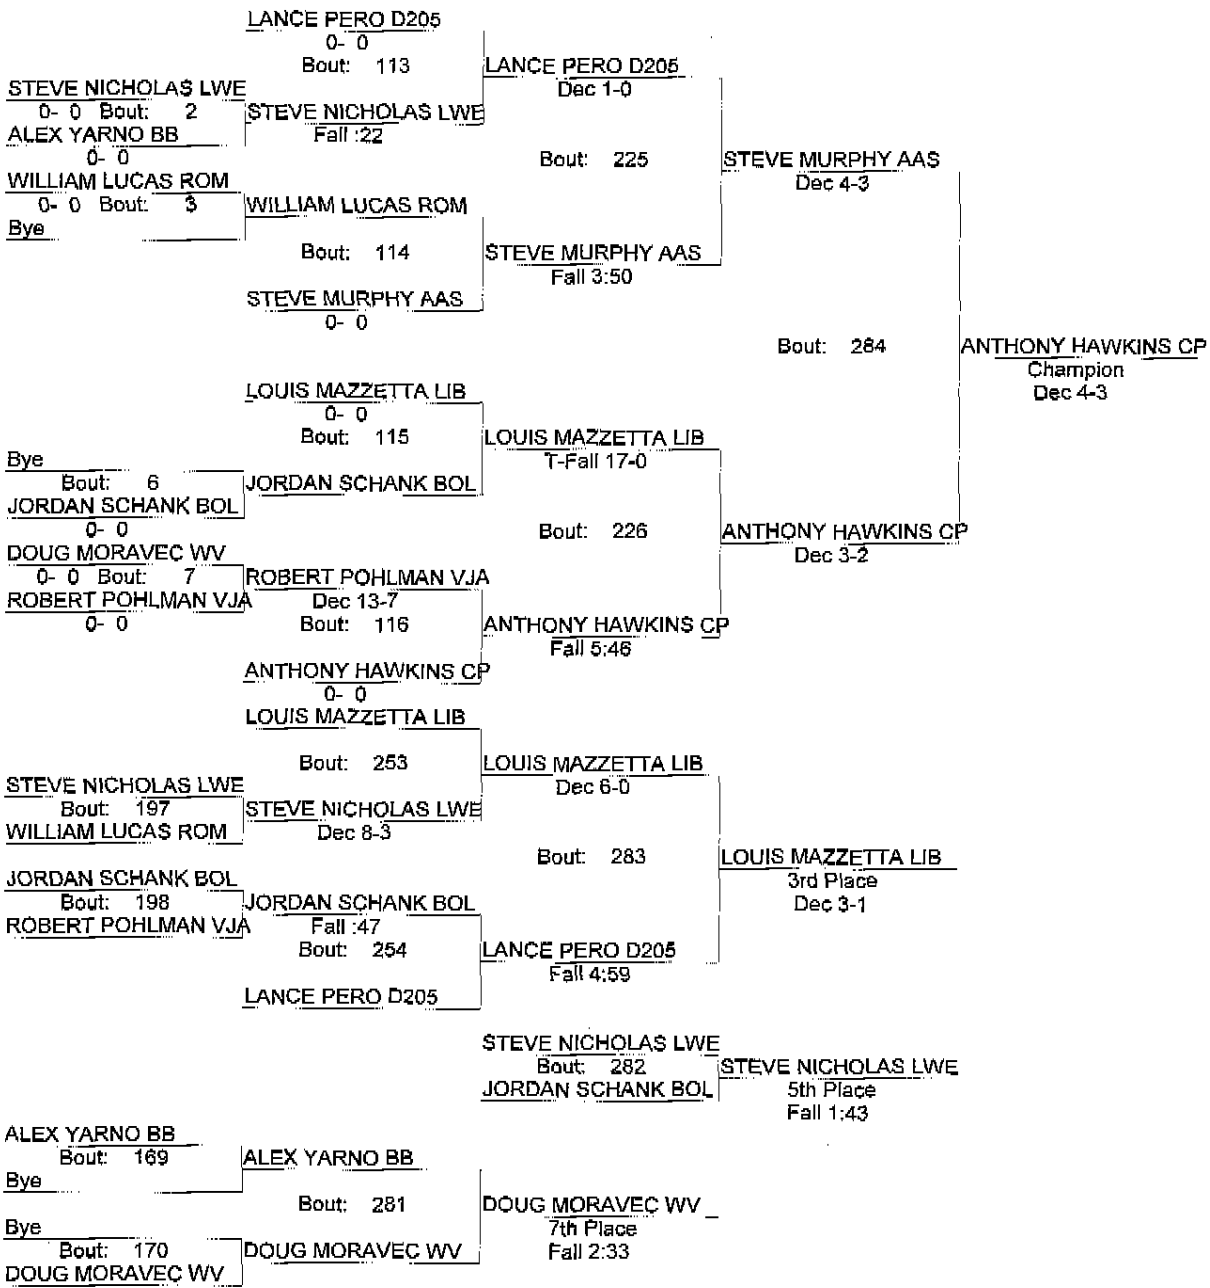 LANCE PERO D205
0- 0
Bout: 113 LANCE PERO D205
STEVE NICHOLAS LWE Dec 1-0
0- 0 Bout: 2 STEVE NICHOLAS LWE
ALEX YARNO BB Fall :22
0- 0 Bout: 225 STEVE MURPHY AAS
WILLIAM LUCAS ROM Dec 4-3
0- 0 Bout: 3 WILLIAM LUCAS ROM
Bye
Bout: 114 STEVE MURPHY AAS
Fall 3:50
STEVE MURPHY AAS
0- 0
Bout: 284 ANTHONY HAWKINS CP
Champion
LOUIS MAZZETTA LIB Dec 4-3
0- 0
Bout: 115 LOUIS MAZZETTA LIB
Bye T-Fall 17-0
Bout: 6 JORDAN SCHANK BOL
JORDAN SCHANK BOL
0- 0 Bout: 226 ANTHONY HAWKINS CP
DOUG MORAVEC WV Dec 3-2
0- 0 Bout: 7 ROBERT POHLMAN VJA
ROBERT POHLMAN VJA Dec 13-7
0- 0 Bout: 116 ANTHONY HAWKINS CP
Fall 5:46
ANTHONY HAWKINS CP
0- 0
LOUIS MAZZETTA LIB
Bout: 253 LOUIS MAZZETTA LIB
STEVE NICHOLAS LWE Dec 6-0
Bout: 197 STEVE NICHOLAS LWE
WILLIAM LUCAS ROM Dec 8-3
Bout: 283 LOUIS MAZZETTA LIB
JORDAN SCHANK BOL 3rd Place
Bout: 198 JORDAN SCHANK BOL Dec 3-1
ROBERT POHLMAN VJA Fall :47
Bout: 254 LANCE PERO D205
Fall 4:59
LANCE PERO D205
STEVE NICHOLAS LWE
Bout: 282 STEVE NICHOLAS LWE
JORDAN SCHANK BOL 5th Place
Fall 1:43
ALEX YARNO BB
Bout: 169 ALEX YARNO BB
Bye
Bout: 281 DOUG MORAVEC WV
Bye 7th Place
Bout: 170 DOUG MORAVEC WV Fall 2:33
DOUG MORAVEC WV